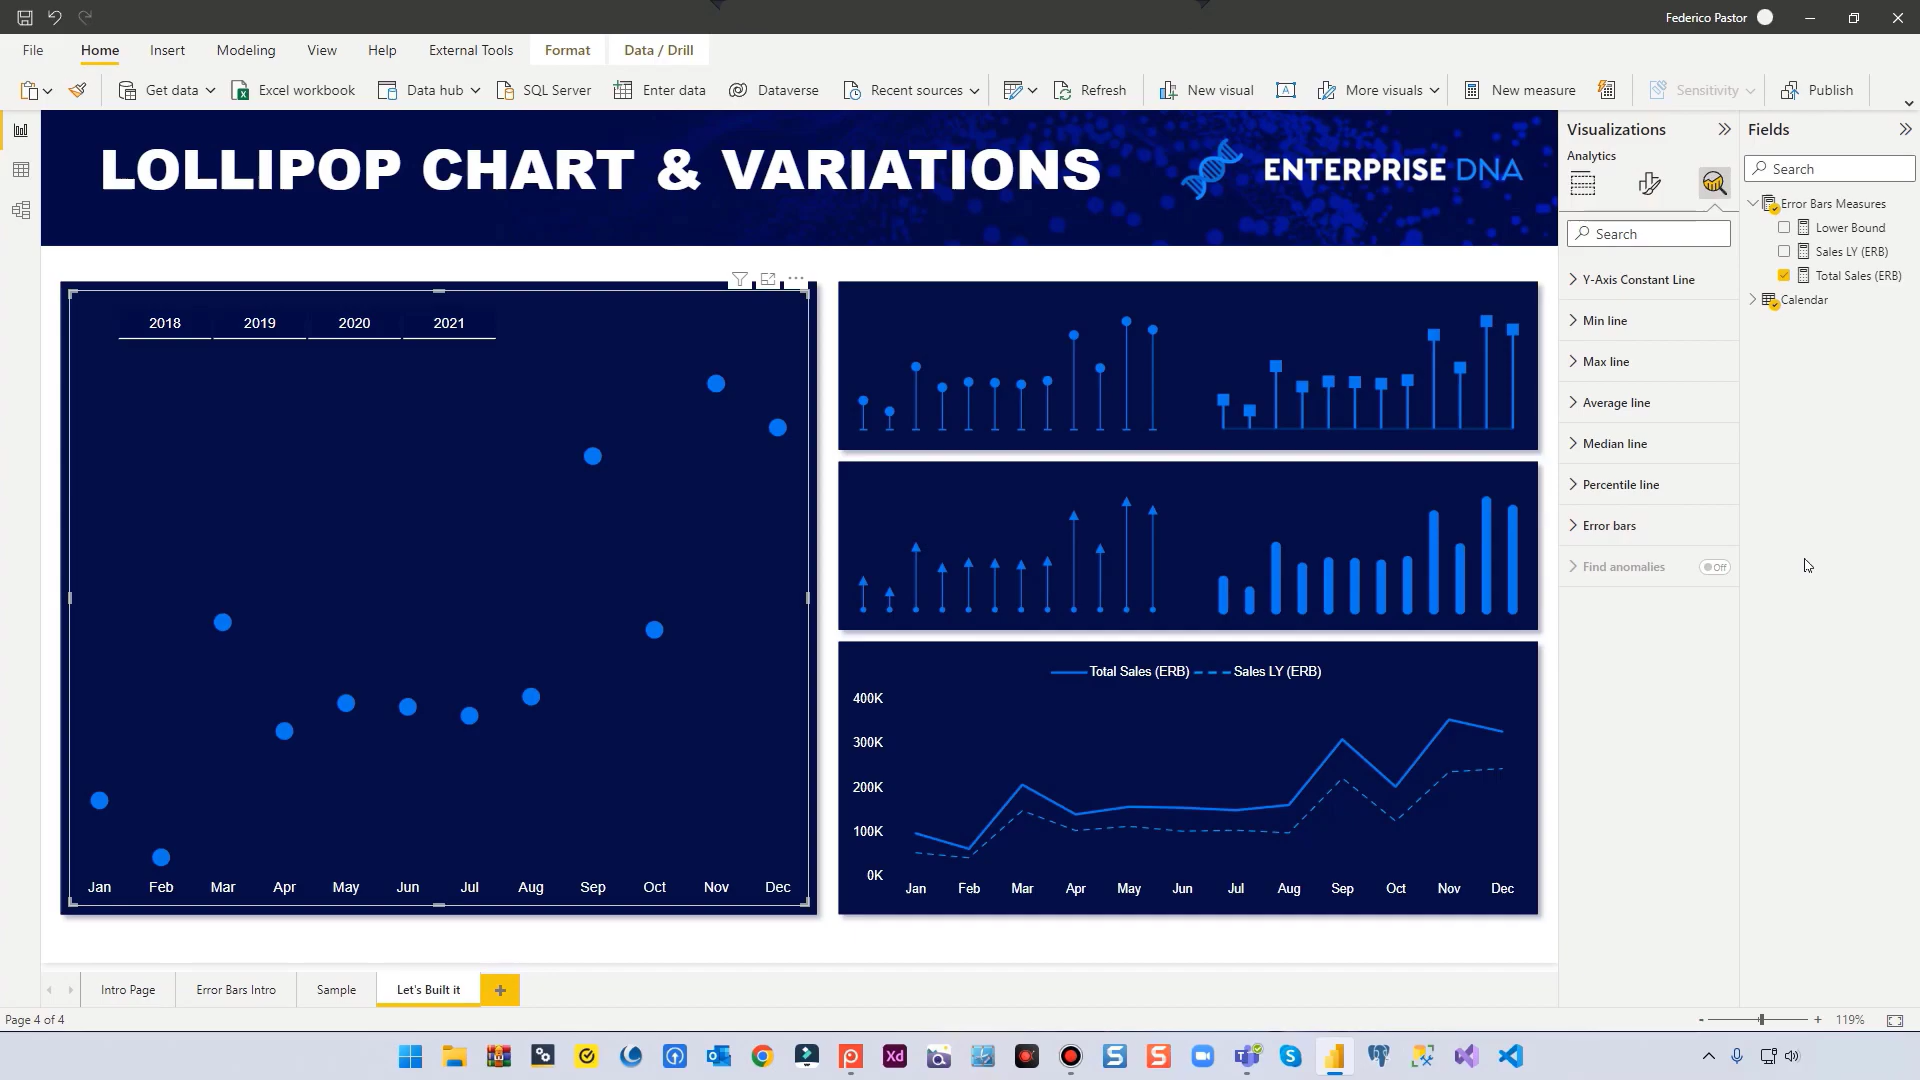 Federico Pastor
File Home Insert Modeling View Help External Tools Format Data / Drill
Get data Excel workbook Data hub SQL Server Enter data Dataverse Recent sources Refresh New visual More visuals New measure Sensitivity Publish
LOLLIPOP CHART & VARIATIONS
ENTERPRISE DNA
Visualizations
Analytics
Search
Y-Axis Constant Line
Min line
Max line
Average line
Median line
Percentile line
Error bars
Find anomalies Off
Fields
Search
Error Bars Measures
Lower Bound
Sales LY (ERB)
Total Sales (ERB)
Calendar
2018 2019 2020 2021
Jan Feb Mar Apr May Jun Jul Aug Sep Oct Nov Dec
Total Sales (ERB) Sales LY (ERB)
400K
300K
200K
100K
0K
Jan Feb Mar Apr May Jun Jul Aug Sep Oct Nov Dec
Intro Page Error Bars Intro Sample Let's Built it
Page 4 of 4
- + 119%
Xd
S S